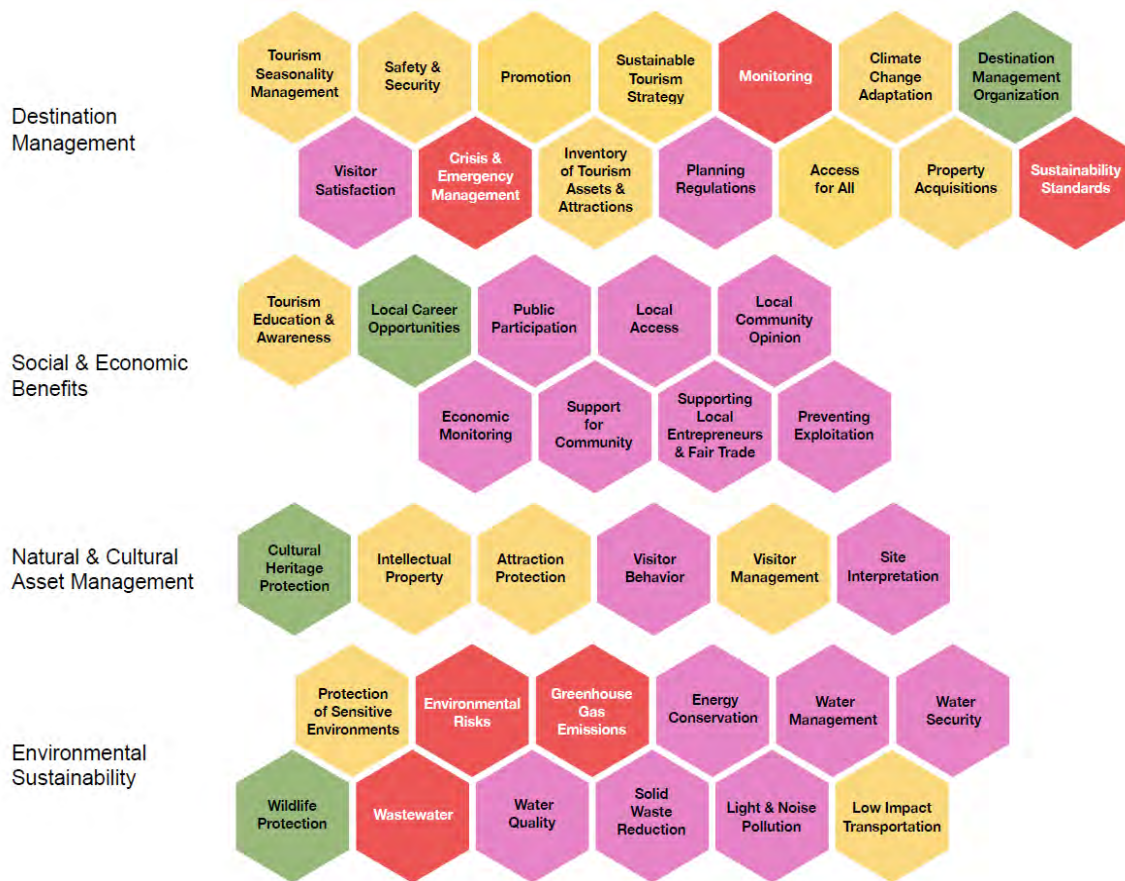 Destination
Management
Tourism
Seasonality
Management
Safety &
Security
Promotion
Sustainable
Tourism
Strategy
Monitoring
Climate
Change
Adaptation
Destination
Management
Organization
Visitor
Satisfaction
Crisis &
Emergency
Management
Inventory
of Tourism
Assets &
Attractions
Planning
Regulations
Access
for All
Property
Acquisitions
Sustainability
Standards
Social & Economic
Benefits
Tourism
Education &
Awareness
Local Career
Opportunities
Public
Participation
Local
Access
Local
Community
Opinion
Economic
Monitoring
Support
for
Community
Supporting
Local
Entrepreneurs
& Fair Trade
Preventing
Exploitation
Natural & Cultural
Asset Management
Cultural
Heritage
Protection
Intellectual
Property
Attraction
Protection
Visitor
Behavior
Visitor
Management
Site
Interpretation
Environmental
Sustainability
Protection
of Sensitive
Environments
Environmental
Risks
Greenhouse
Gas
Emissions
Energy
Conservation
Water
Management
Water
Security
Wildlife
Protection
Wastewater
Water
Quality
Solid
Waste
Reduction
Light & Noise
Pollution
Low Impact
Transportation